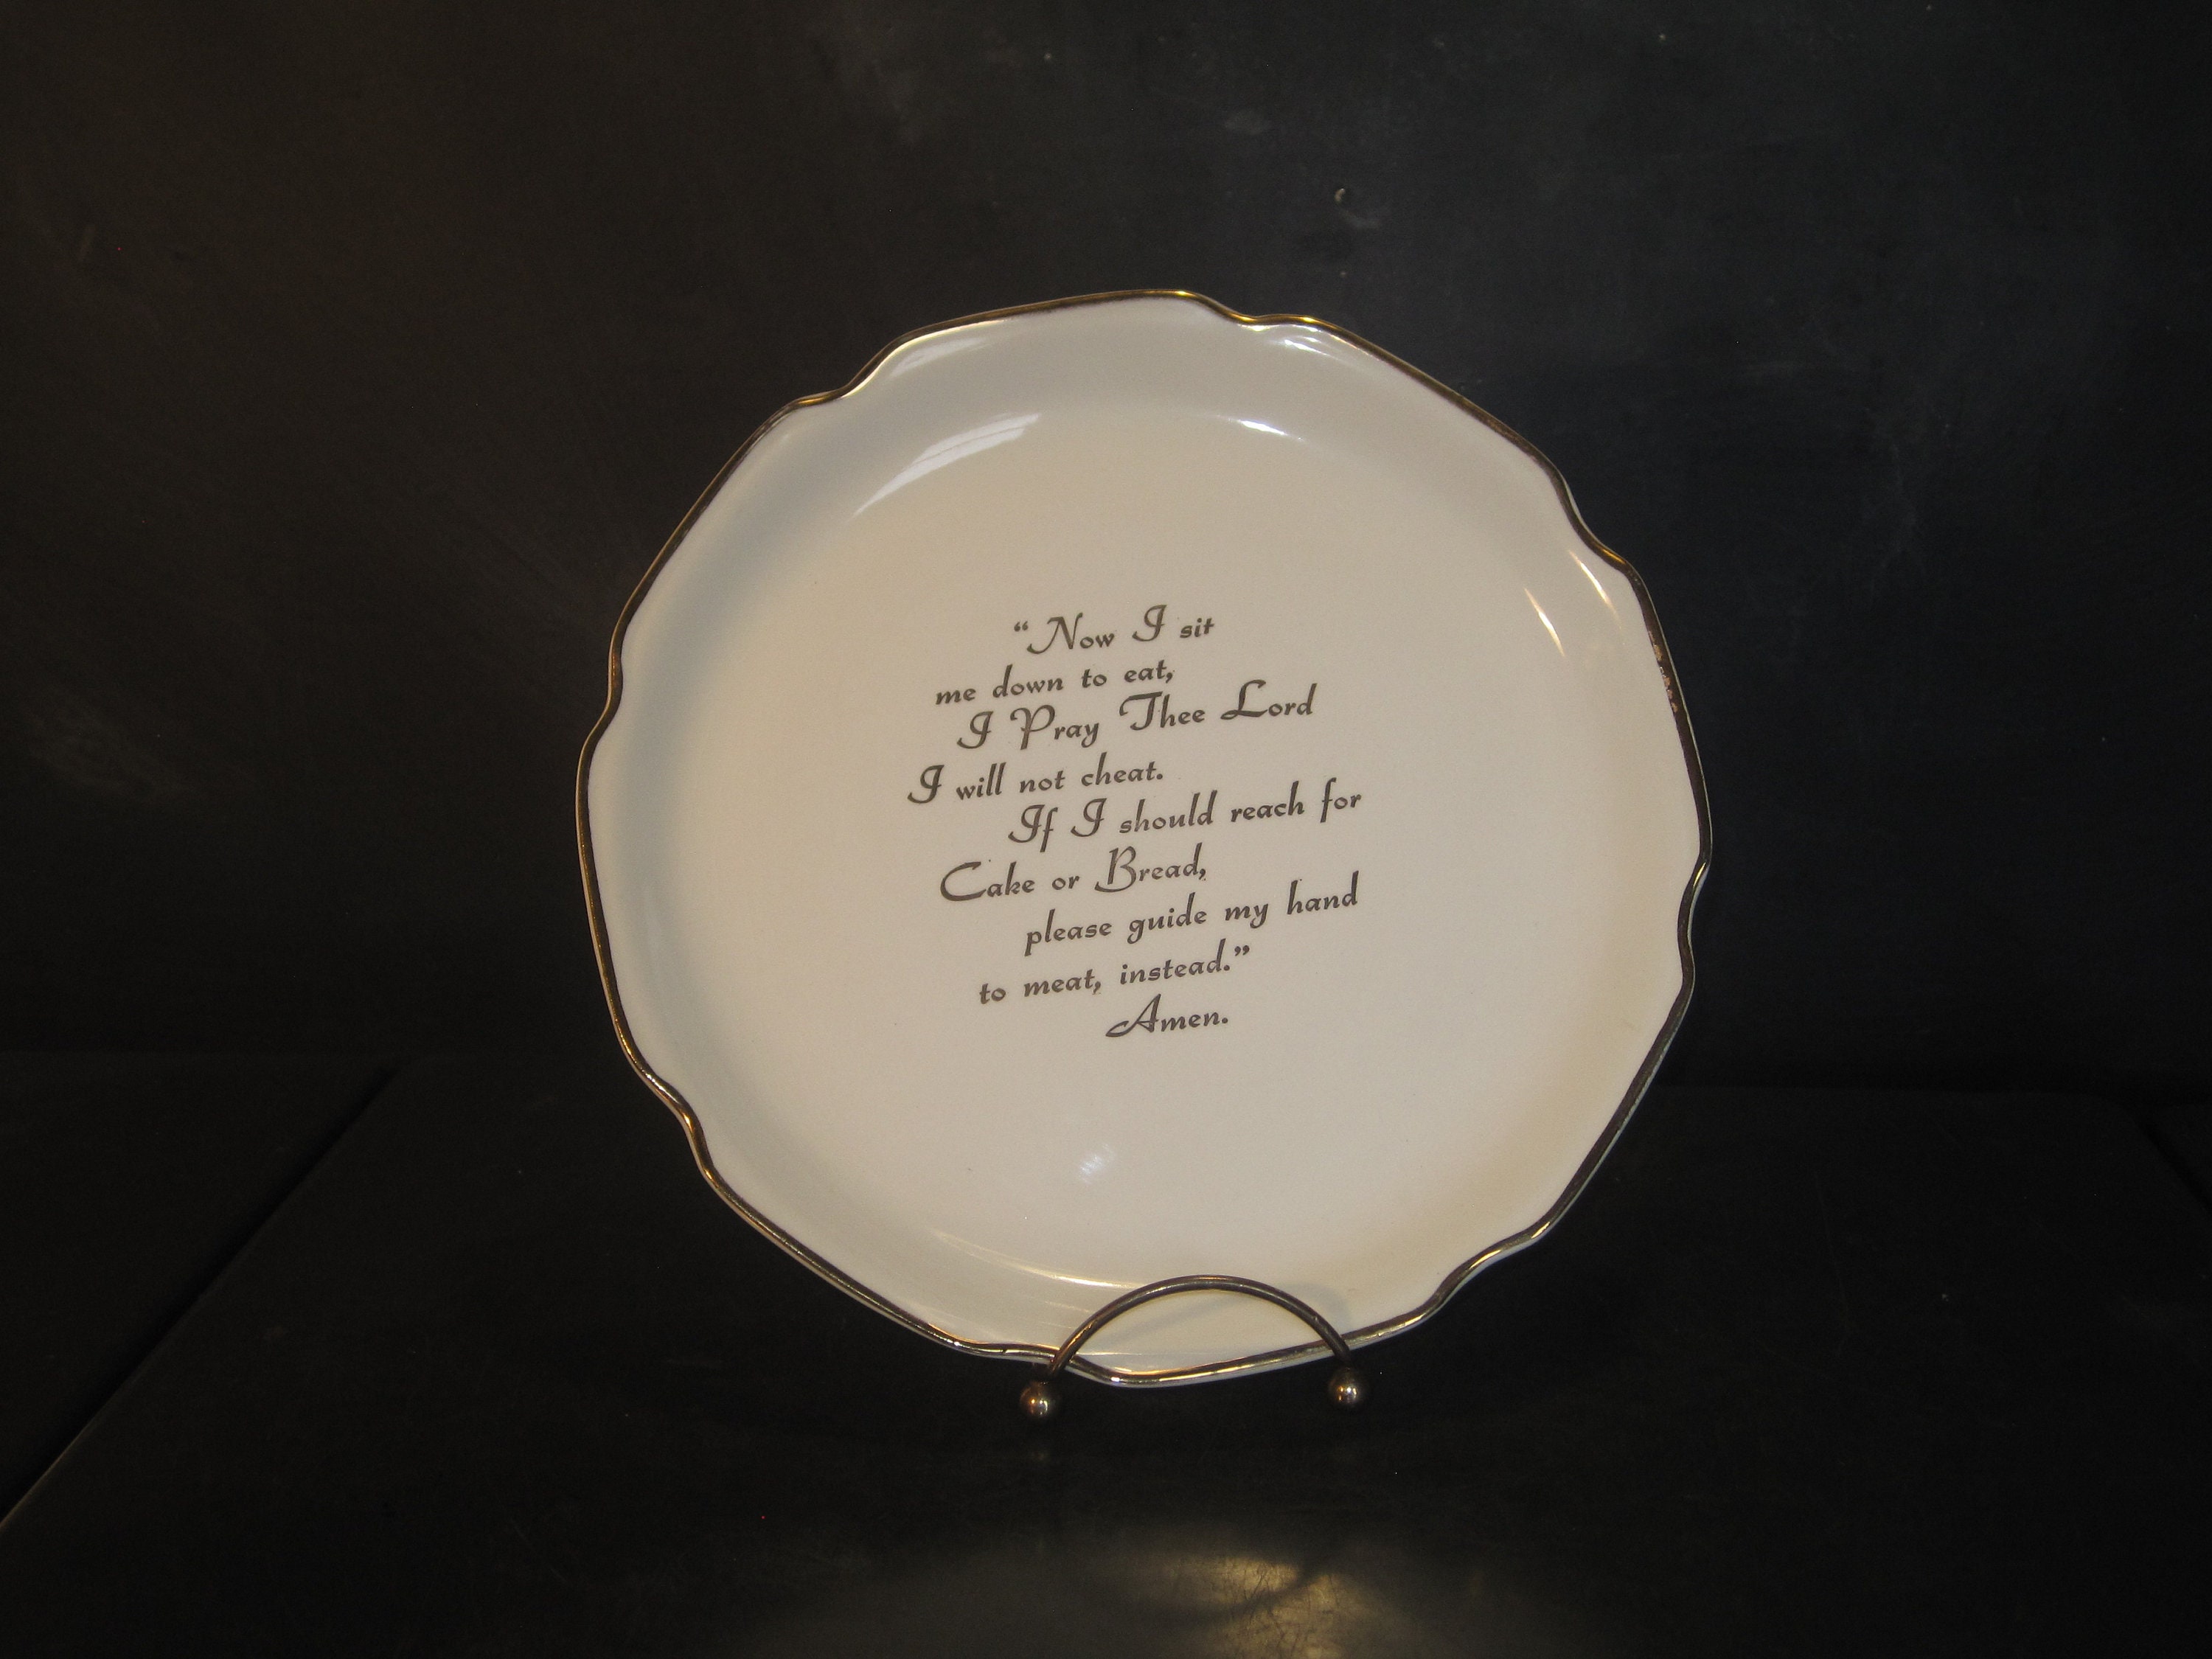 “Now I sit
me down to eat,
I Pray Thee Lord
I will not cheat.
If I should reach for
Cake or Bread,
please guide my hand
to meat, instead.”
Amen.